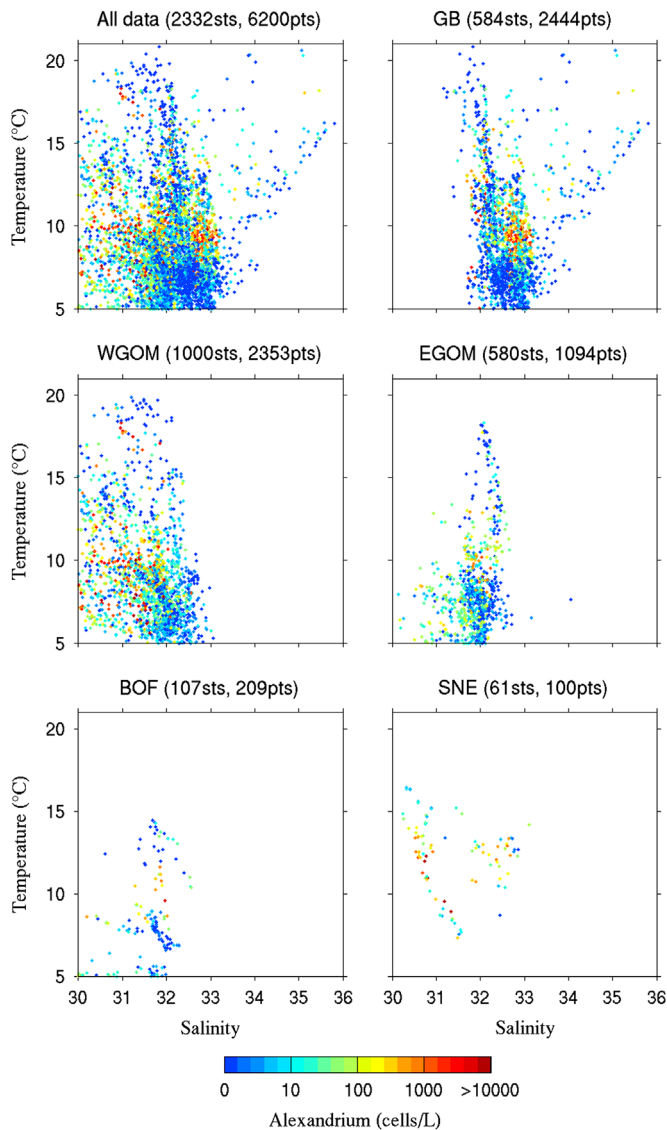 All data (2332sts, 6200pts)
GB (584sts, 2444pts)
20
15
10
5
Temperature (°C)
WGOM (1000sts, 2353pts)
EGOM (580sts, 1094pts)
20
15
10
5
Temperature (°C)
BOF (107sts, 209pts)
SNE (61sts, 100pts)
20
15
10
5
Temperature (°C)
30 31 32 33 34 35 36
30 31 32 33 34 35 36
Salinity
Salinity
0 10 100 1000 >10000
Alexandrium (cells/L)